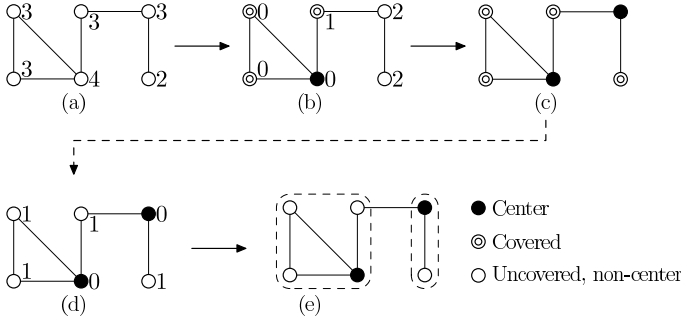 3 3 3 0 2
3 1
3 4 2 0 0 2
(a) (b) (c)
1 1 0 Center
Covered
1 0 1 Uncovered, non-center
(d) (e)